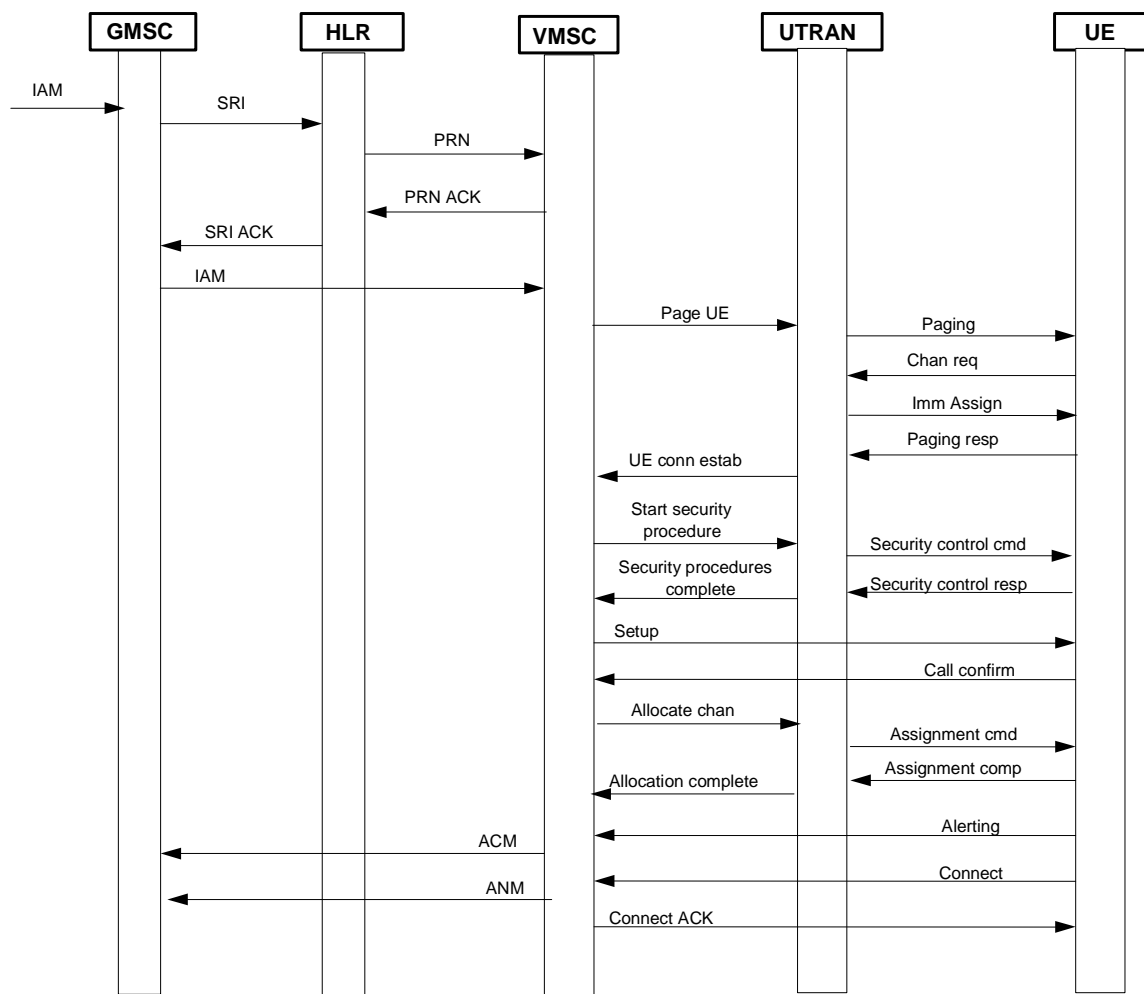 GMSC
HLR
VMSC
UTRAN
UE
IAM
SRI
PRN
PRN ACK
SRI ACK
IAM
Page UE
Paging
Chan req
Imm Assign
Paging resp
UE conn estab
Start security
procedure
Security control cmd
Security procedures
complete
Security control resp
Setup
Call confirm
Allocate chan
Assignment cmd
Assignment comp
Allocation complete
Alerting
ACM
Connect
ANM
Connect ACK